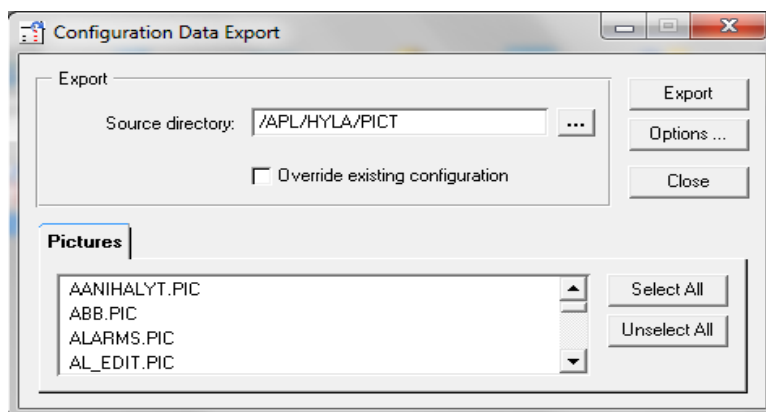 Configuration Data Export
Export
Source directory: /APL/HYLA/PICT ...
Override existing configuration
Export
Options ...
Close
Pictures
AANIHALYT.PIC
ABB.PIC
ALARMS.PIC
AL_EDIT.PIC
Select All
Unselect All